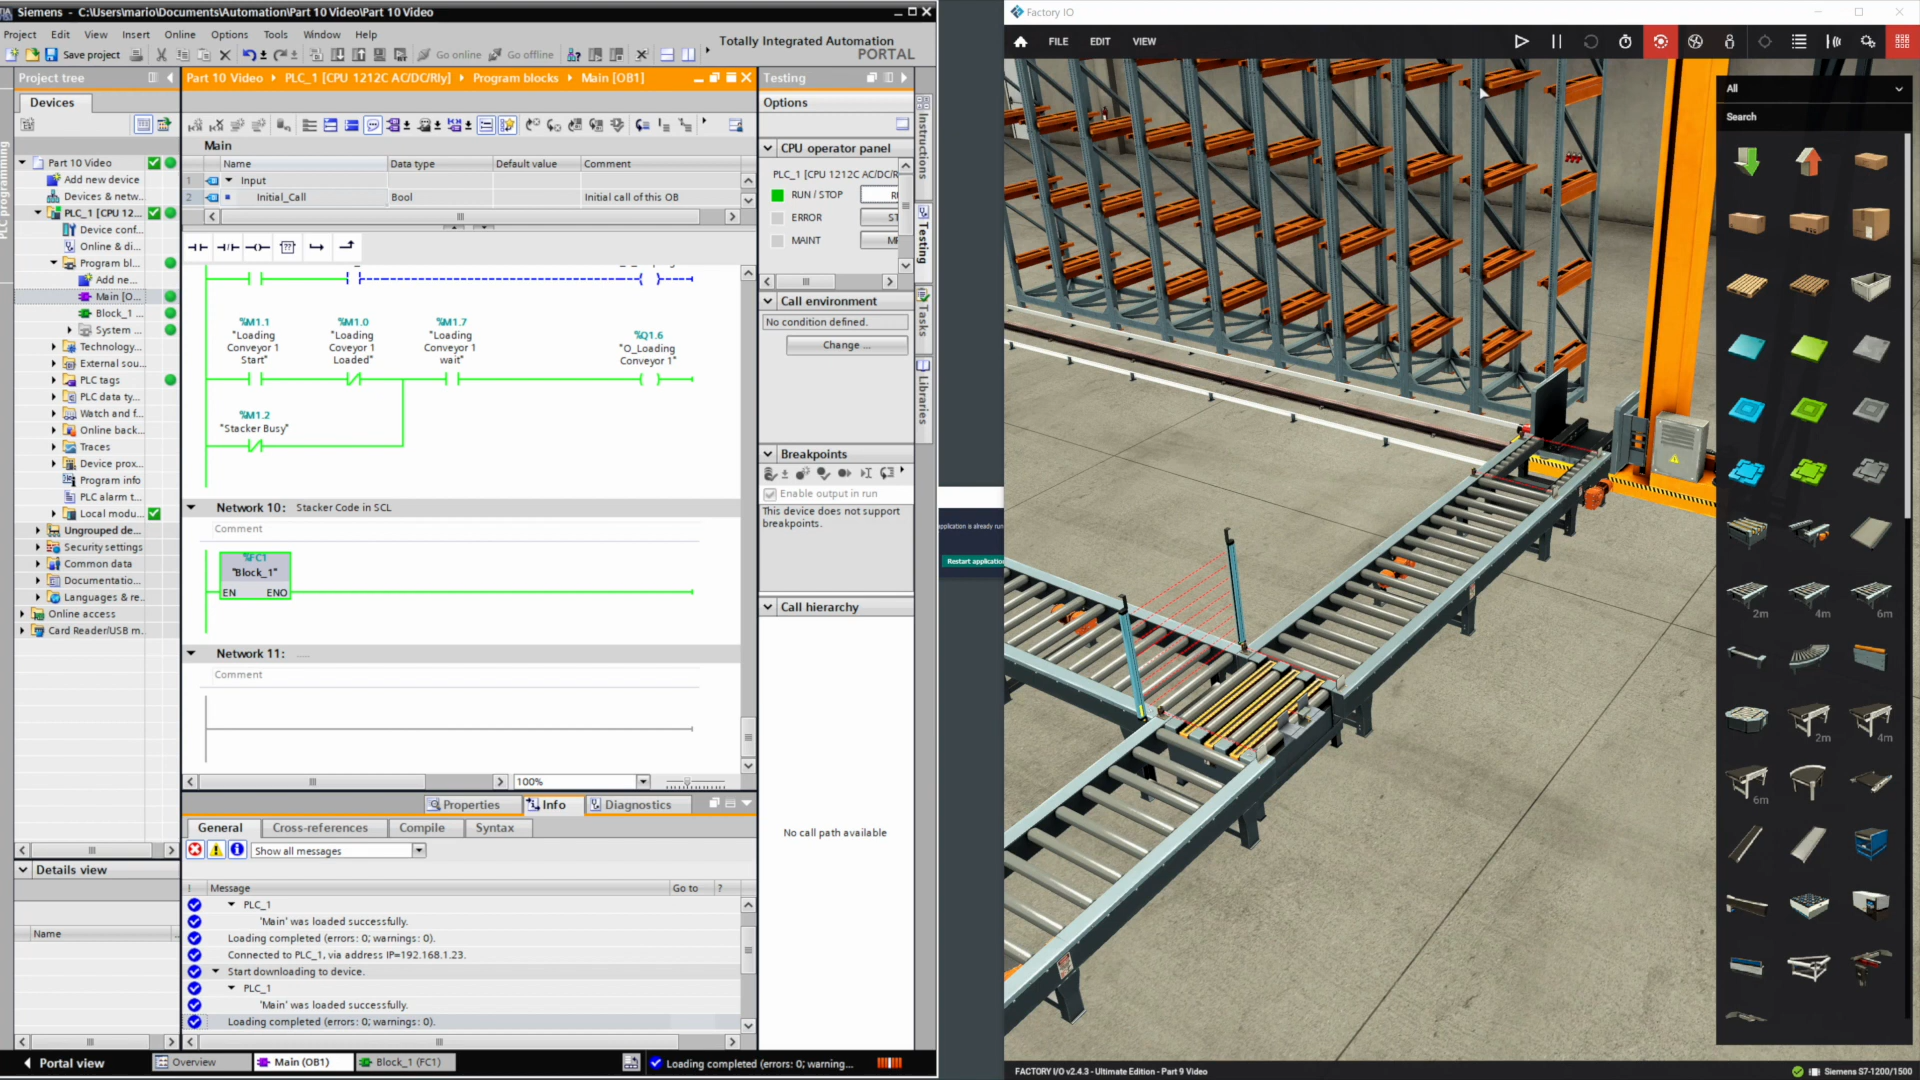 Siemens - C:\Users\mario\Documents\Automation\Part 10 Video\Part 10 Video
Project Edit View Insert Online Options Tools Window Help
Save project
Go online
Go offline
Totally Integrated Automation
PORTAL
Project tree
Devices
Part 10 Video
Add new device
Devices & netw..
PLC_1 [CPU 12...
Device conf...
Online & di...
Program bl...
Add ne...
Main [O...
Block_1 ...
System ...
Technology...
External sou...
PLC tags
PLC data ty...
Watch and f...
Online back...
Traces
Device prox...
Program info
PLC alarm t...
Local modu...
Ungrouped de...
Security settings
Common data
Documentatio...
Languages & re...
Online access
Card Reader/USB m...
Details view
Name
PLC programming
Part 10 Video PLC_1 [CPU 1212C AC/DC/Rly] Program blocks Main [OB1]
Main
Name Data type Default value Comment
1 Input
2 Initial_Call Bool Initial call of this OB
%M1.1
"Loading
Conveyor 1
Start"
%M1.0
"Loading
Coveyor 1
Loaded"
%M1.7
"Loading
Conveyor 1
wait"
%Q1.6
"O_Loading
Conveyor 1"
%M1.2
"Stacker Busy"
Network 10: Stacker Code in SCL
Comment
%FC1
"Block_1"
EN ENO
Network 11: .....
Comment
100%
Properties Info Diagnostics
General Cross-references Compile Syntax
Show all messages
! Message Go to ?
PLC_1
'Main' was loaded successfully.
Loading completed (errors: 0; warnings: 0).
Connected to PLC_1, via address IP=192.168.1.23.
Start downloading to device.
PLC_1
'Main' was loaded successfully.
Loading completed (errors: 0; warnings: 0).
Testing
Options
CPU operator panel
PLC_1 [CPU 1212C AC/DC/R
RUN / STOP
ERROR
MAINT
Call environment
No condition defined.
Change ...
Breakpoints
Enable output in run
This device does not support
breakpoints.
Call hierarchy
No call path available
Instructions
Testing
Tasks
Libraries
Portal view
Overview
Main (OB1)
Block_1 (FC1)
Loading completed (errors: 0; warning...
application is already run
Restart applicatio
Factory IO
FILE EDIT VIEW
All
Search
2m 4m 6m
2m 4m
6m
FACTORY I/O v2.4.3 - Ultimate Edition - Part 9 Video
Siemens S7-1200/1500